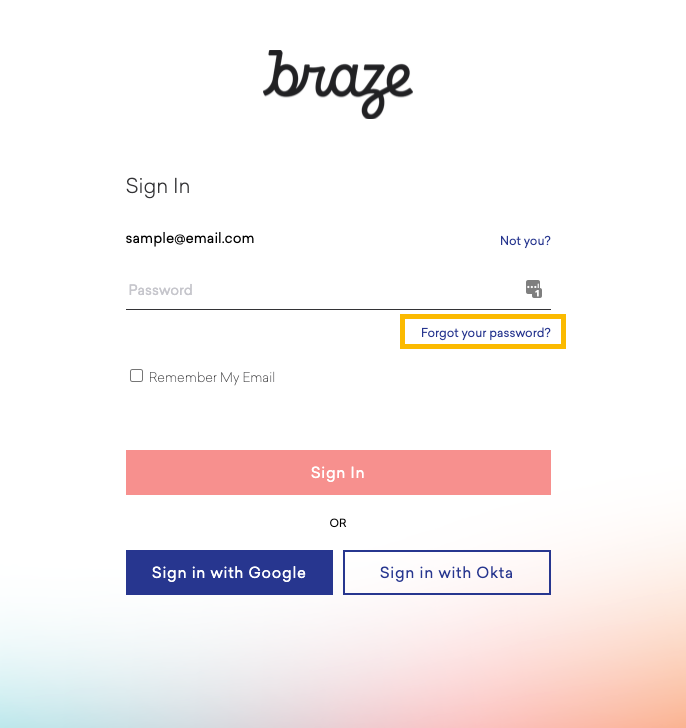 braze
Sign In
sample@email.com Not you?
Password
Forgot your password?
Remember My Email
Sign In
OR
Sign in with Google Sign in with Okta